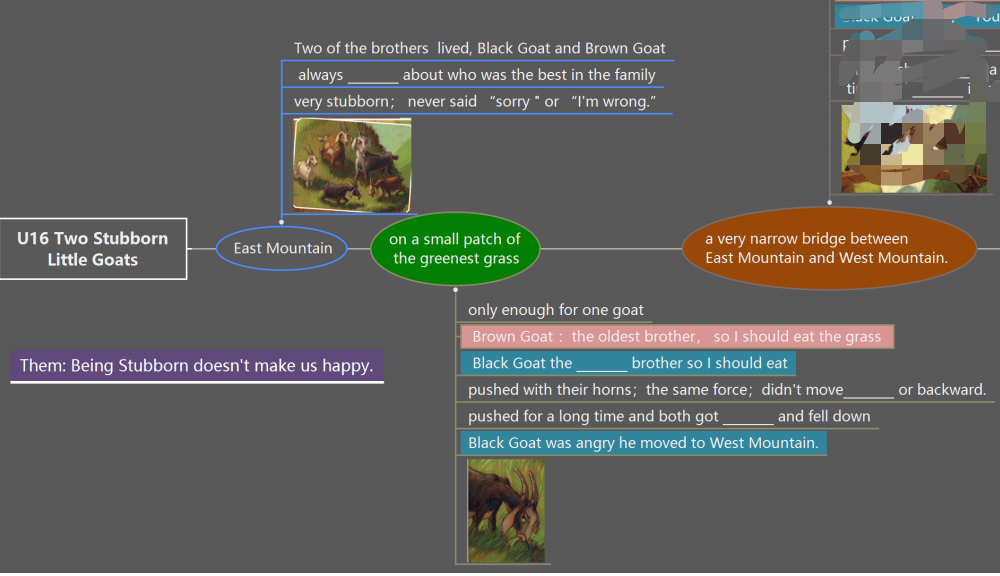 Two of the brothers lived, Black Goat and Brown Goat
always ______ about who was the best in the family
very stubborn; never said “sorry " or “I'm wrong.”
U16 Two Stubborn
Little Goats
East Mountain
on a small patch of
the greenest grass
a very narrow bridge between
East Mountain and West Mountain.
only enough for one goat
Brown Goat : the oldest brother, so I should eat the grass
Black Goat the ______ brother so I should eat
pushed with their horns; the same force; didn't move______ or backward.
pushed for a long time and both got ______ and fell down
Black Goat was angry he moved to West Mountain.
Them: Being Stubborn doesn't make us happy.